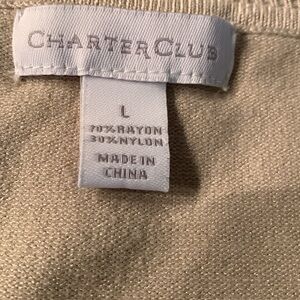 CHARTER CLUB
L
70% RAYON
30% NYLON
MADE IN
CHINA